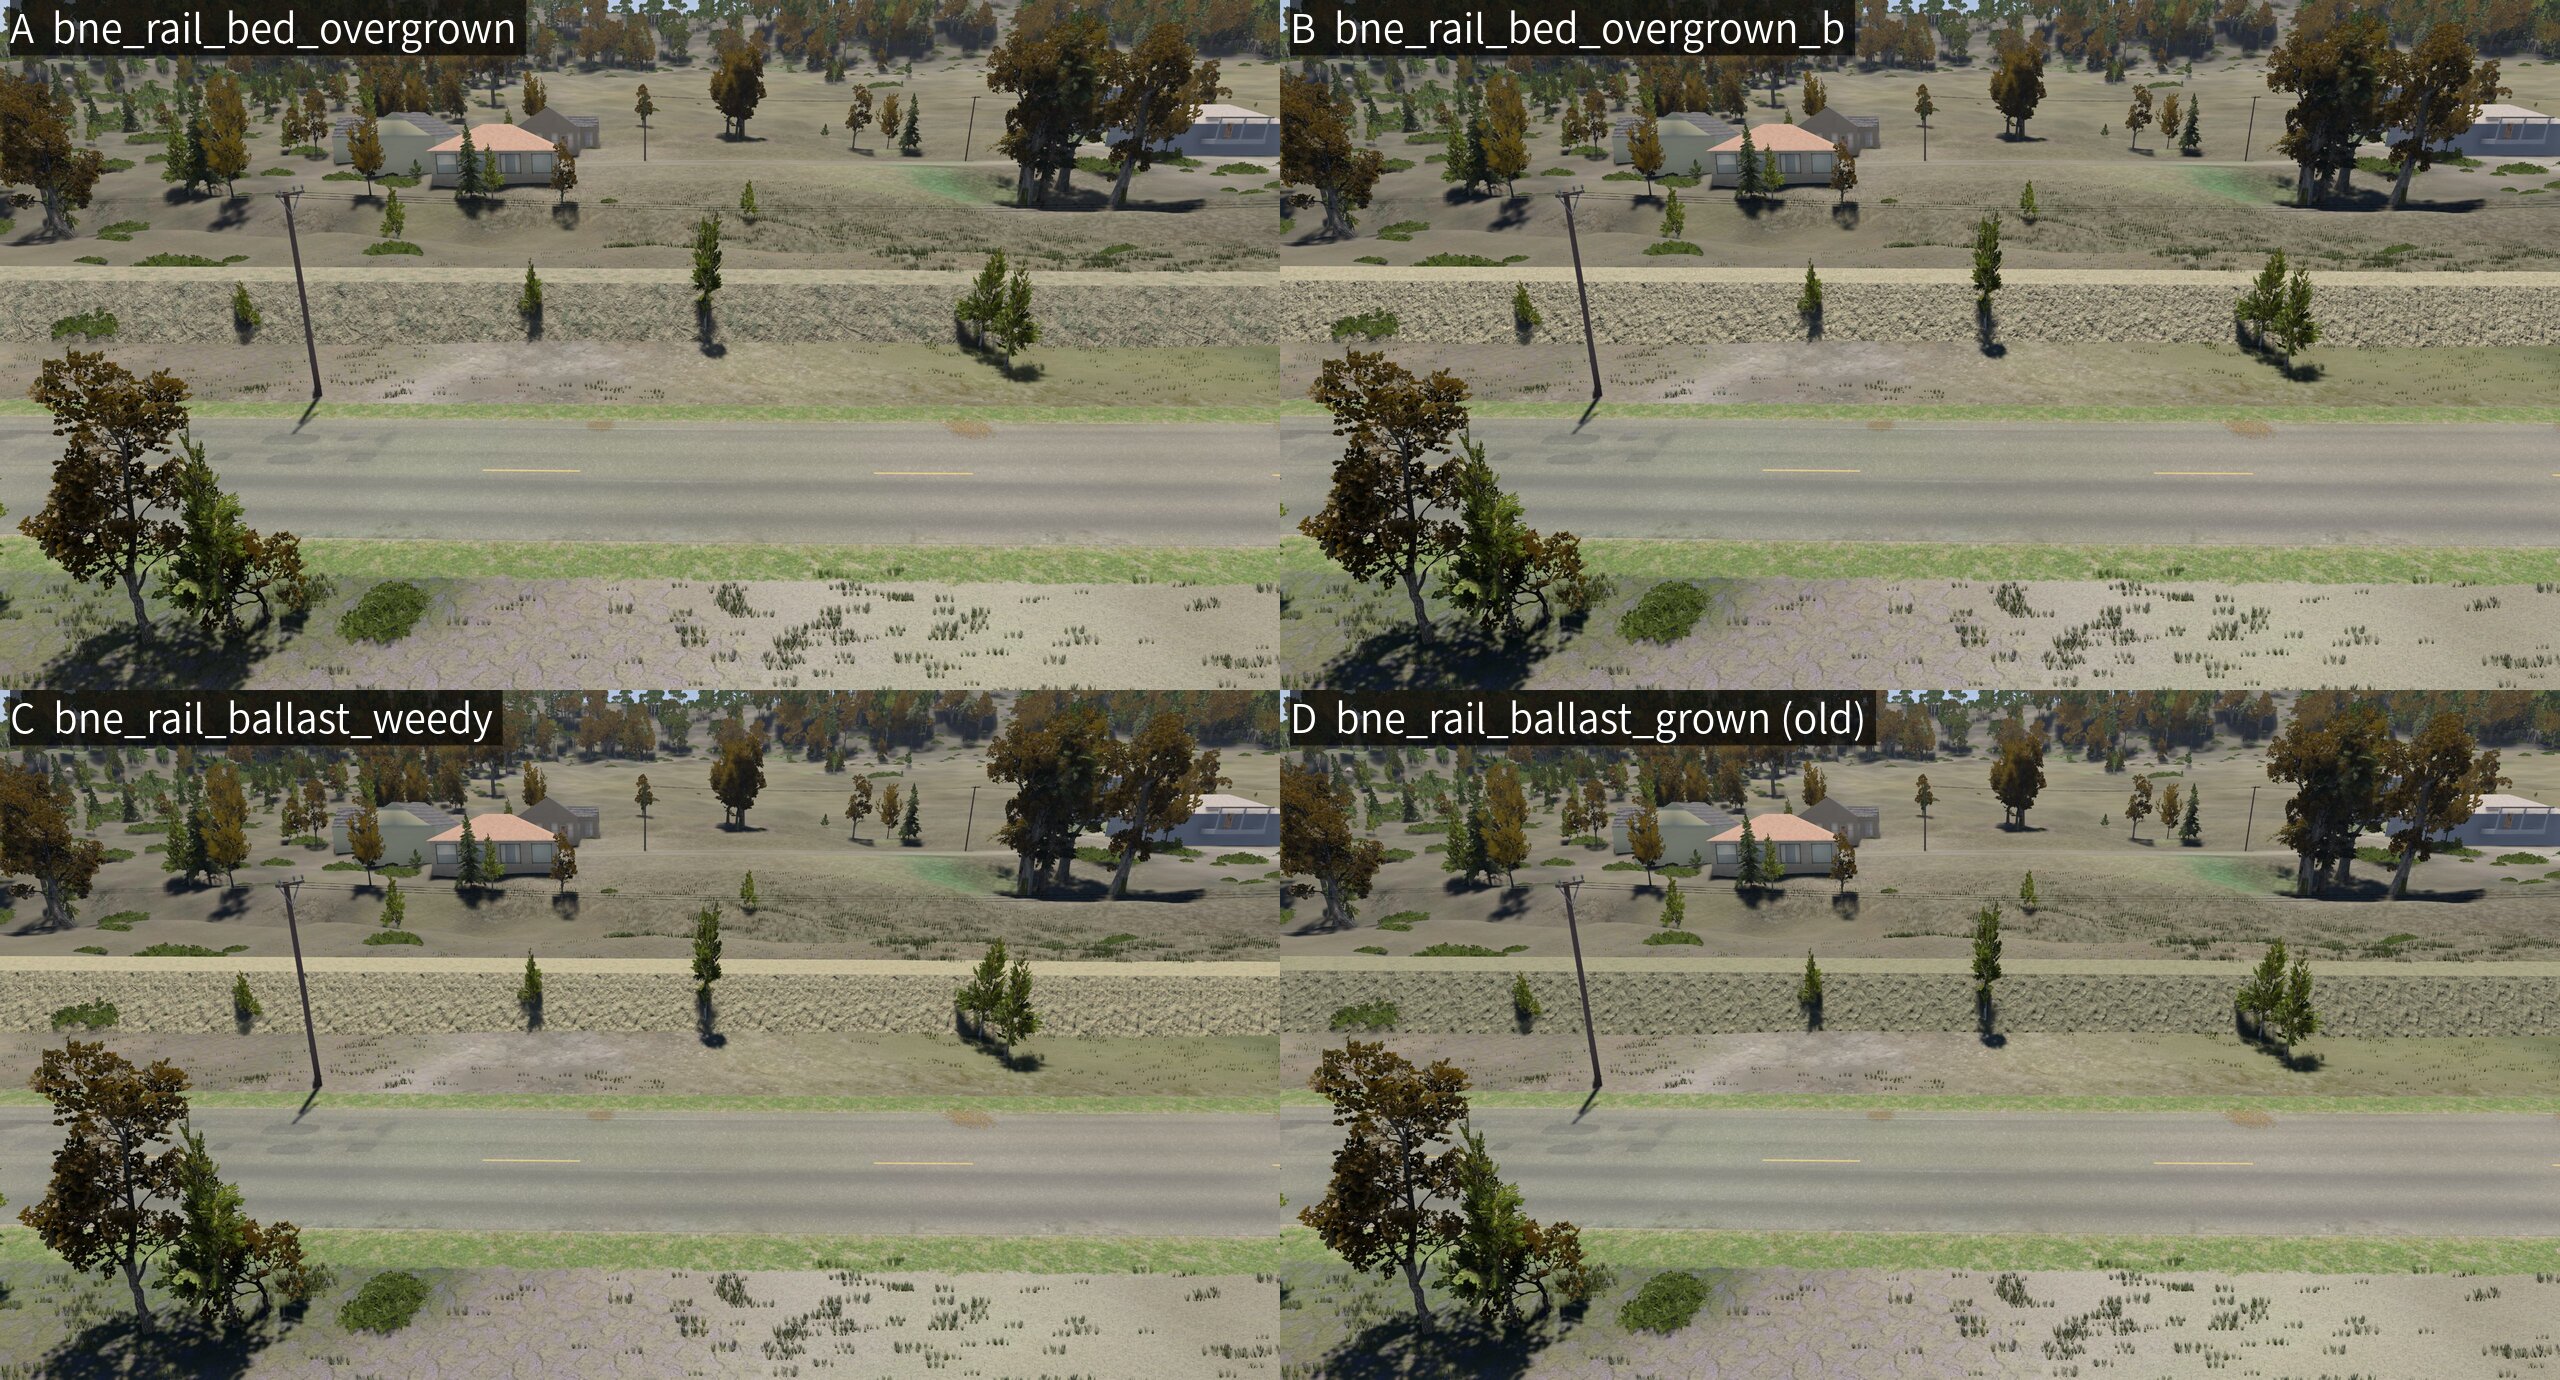 A bne_rail_bed_overgrown
B bne_rail_bed_overgrown_b
C bne_rail_ballast_weedy
D bne_rail_ballast_grown (old)